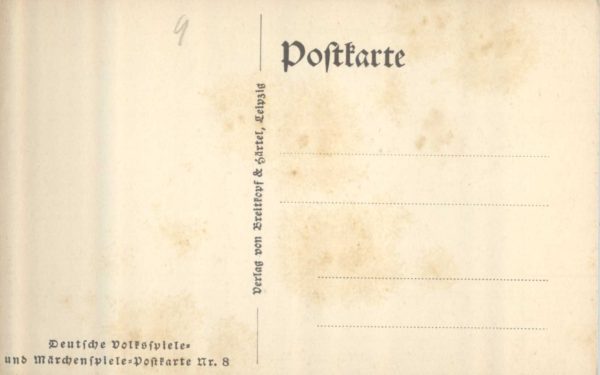 9
Postkarte
Verlag von Breitkopf & Härtel, Leipzig
Deutsche Volksspiele-
und Märchenspiele-Postkarte Nr. 8